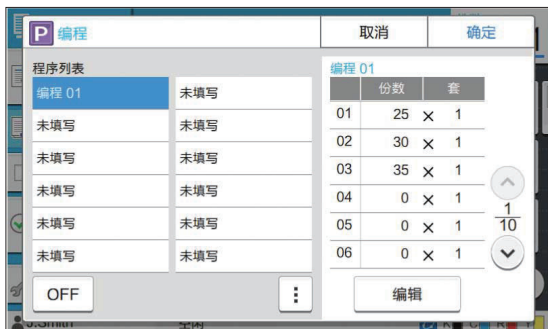 P 编程 取消 确定
程序列表
编程 01 未填写
未填写 未填写
未填写 未填写
未填写 未填写
未填写 未填写
未填写 未填写
OFF
编程 01
份数 套
01 25 × 1
02 30 × 1
03 35 × 1
04 0 × 1
05 0 × 1
06 0 × 1
1
10
编辑
J.Smith 空闲